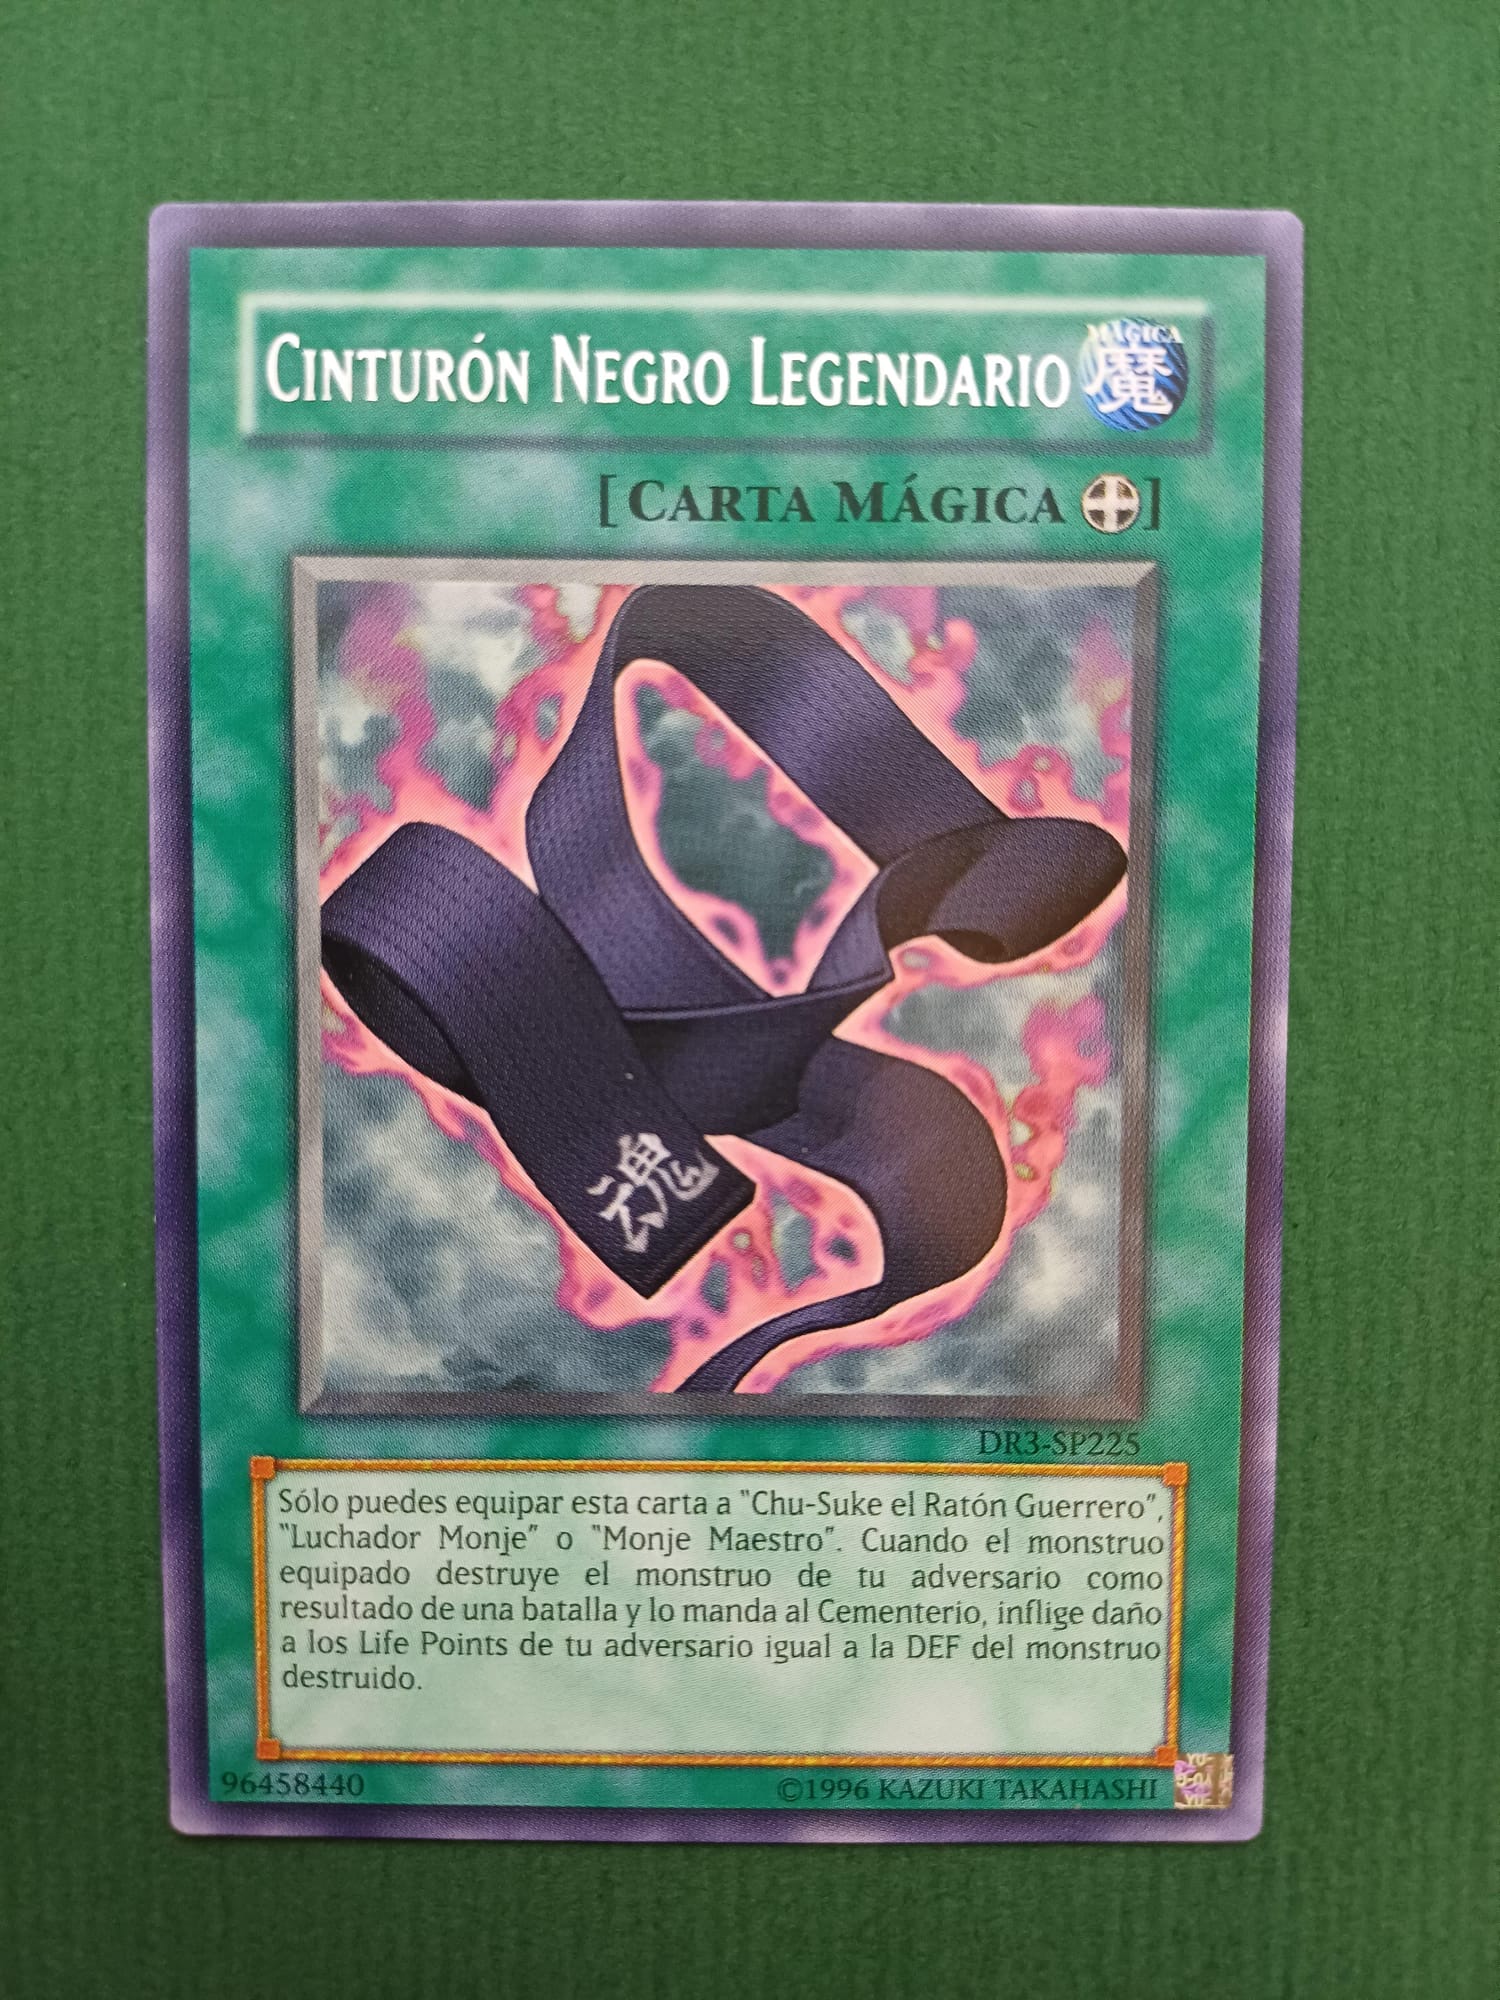 CINTURÓN NEGRO LEGENDARIO
MÁGICA
魔
[CARTA MÁGICA]
魂
DR3-SP225
Sólo puedes equipar esta carta a "Chu-Suke el Ratón Guerrero",
"Luchador Monje" o "Monje Maestro". Cuando el monstruo
equipado destruye el monstruo de tu adversario como
resultado de una batalla y lo manda al Cementerio, inflige daño
a los Life Points de tu adversario igual a la DEF del monstruo
destruido.
96458440
©1996 KAZUKI TAKAHASHI